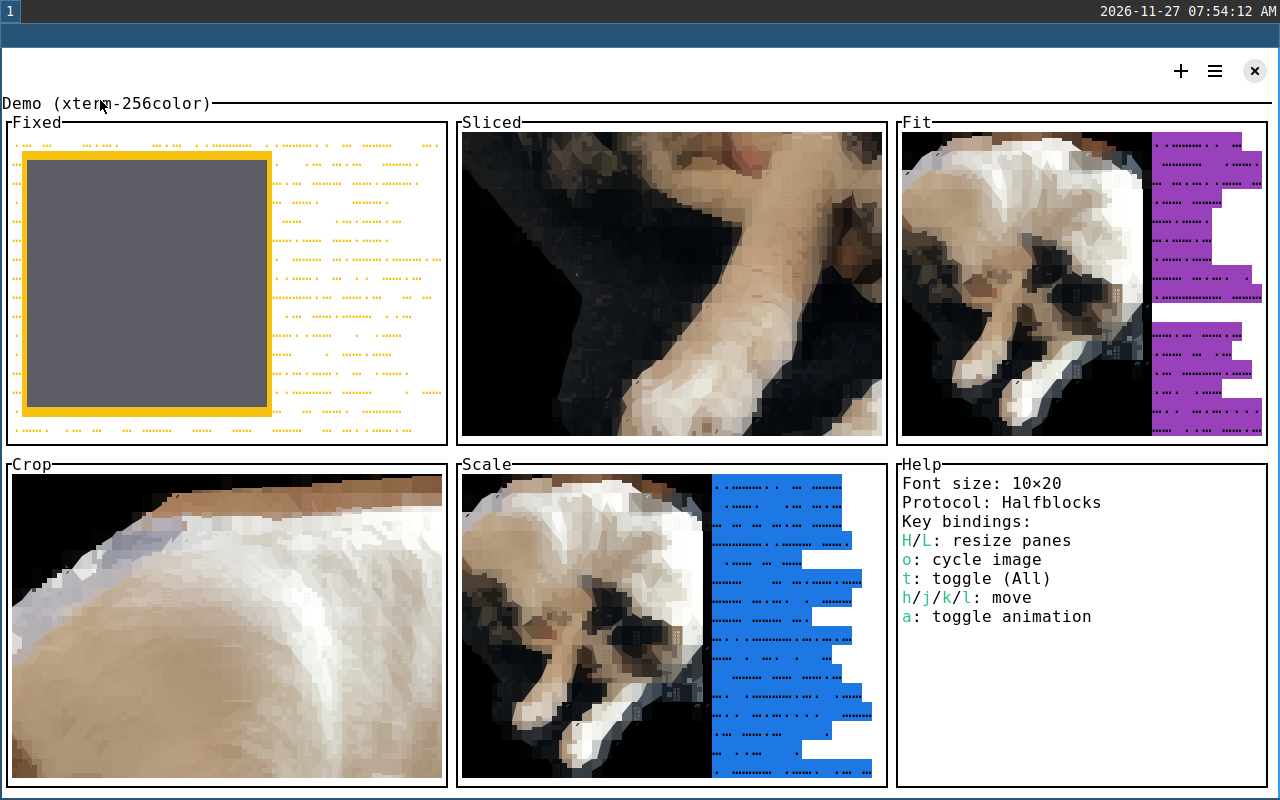 1
2026-11-27 07:54:12 AM
Demo (xterm-256color)
Fixed
Sliced
Fit
Crop
Scale
Help
Font size: 10×20
Protocol: Halfblocks
Key bindings:
H/L: resize panes
o: cycle image
t: toggle (All)
h/j/k/l: move
a: toggle animation